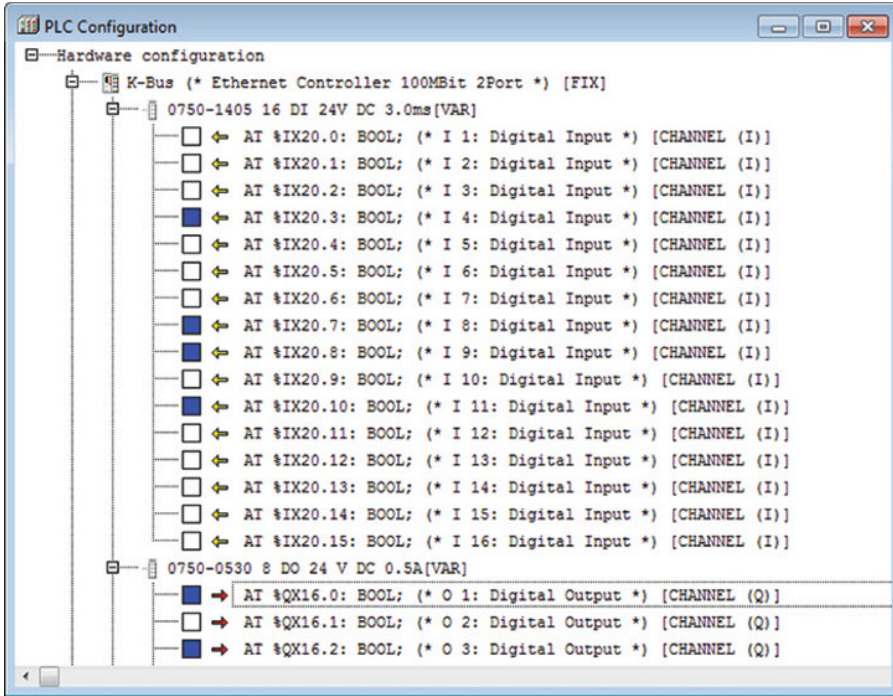 PLC Configuration
Hardware configuration
K-Bus (* Ethernet Controller 100MBit 2Port *) [FIX]
0750-1405 16 DI 24V DC 3.0ms[VAR]
AT %IX20.0: BOOL; (* I 1: Digital Input *) [CHANNEL (I)]
AT %IX20.1: BOOL; (* I 2: Digital Input *) [CHANNEL (I)]
AT %IX20.2: BOOL; (* I 3: Digital Input *) [CHANNEL (I)]
AT %IX20.3: BOOL; (* I 4: Digital Input *) [CHANNEL (I)]
AT %IX20.4: BOOL; (* I 5: Digital Input *) [CHANNEL (I)]
AT %IX20.5: BOOL; (* I 6: Digital Input *) [CHANNEL (I)]
AT %IX20.6: BOOL; (* I 7: Digital Input *) [CHANNEL (I)]
AT %IX20.7: BOOL; (* I 8: Digital Input *) [CHANNEL (I)]
AT %IX20.8: BOOL; (* I 9: Digital Input *) [CHANNEL (I)]
AT %IX20.9: BOOL; (* I 10: Digital Input *) [CHANNEL (I)]
AT %IX20.10: BOOL; (* I 11: Digital Input *) [CHANNEL (I)]
AT %IX20.11: BOOL; (* I 12: Digital Input *) [CHANNEL (I)]
AT %IX20.12: BOOL; (* I 13: Digital Input *) [CHANNEL (I)]
AT %IX20.13: BOOL; (* I 14: Digital Input *) [CHANNEL (I)]
AT %IX20.14: BOOL; (* I 15: Digital Input *) [CHANNEL (I)]
AT %IX20.15: BOOL; (* I 16: Digital Input *) [CHANNEL (I)]
0750-0530 8 DO 24 V DC 0.5A[VAR]
AT %QX16.0: BOOL; (* O 1: Digital Output *) [CHANNEL (Q)]
AT %QX16.1: BOOL; (* O 2: Digital Output *) [CHANNEL (Q)]
AT %QX16.2: BOOL; (* O 3: Digital Output *) [CHANNEL (Q)]